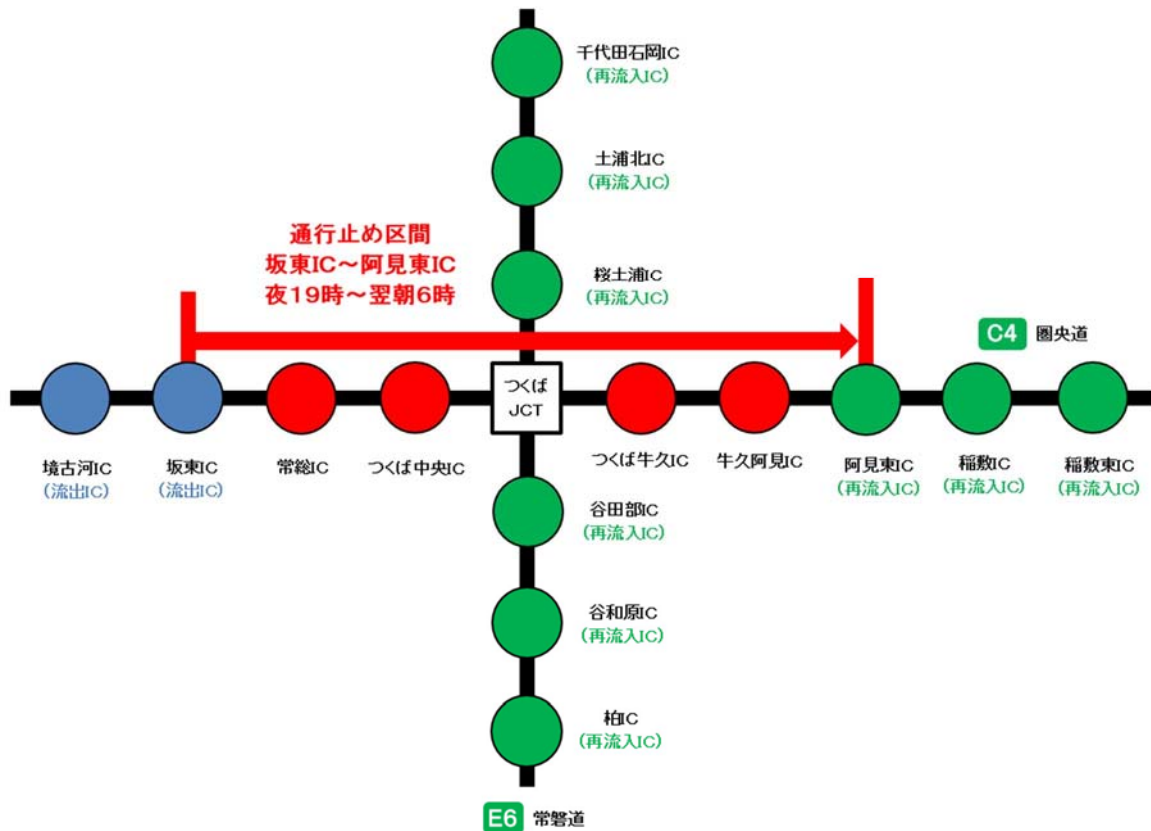 千代田石岡IC
(再流入IC)
土浦北IC
(再流入IC)
通行止め区間
坂東IC～阿見東IC
夜19時～翌朝6時
桜土浦IC
(再流入IC)
C4 圏央道
つくば
JCT
境古河IC
(流出IC)
坂東IC
(流出IC)
常総IC
つくば中央IC
つくば牛久IC
牛久阿見IC
阿見東IC
(再流入IC)
稲敷IC
(再流入IC)
稲敷東IC
(再流入IC)
谷田部IC
(再流入IC)
谷和原IC
(再流入IC)
柏IC
(再流入IC)
E6 常磐道